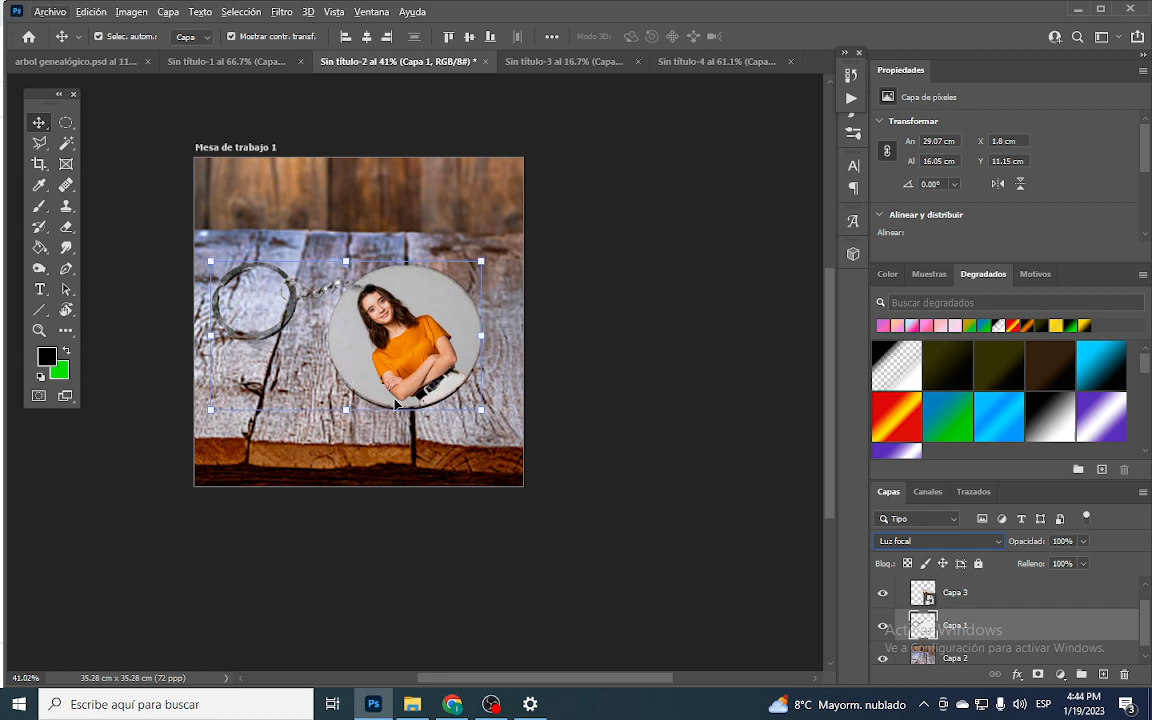 Archivo Edición Imagen Capa Texto Selección Filtro 3D Vista Ventana Ayuda
Selec. autom.: Capa Mostrar contr. transf. Modo 3D:
arbol genealógico.psd al 11... × Sin título-1 al 66.7% (Capa... × Sin título-2 al 41% (Capa 1, RGB/8#) * × Sin título-3 al 16.7% (Capa... × Sin título-4 al 61.1% (Capa... ×
Propiedades
Capa de píxeles
Transformar
An 29.07 cm X 1.8 cm
Al 16.05 cm Y 11.15 cm
0.00°
Alinear y distribuir
Alinear:
Mesa de trabajo 1
Color Muestras Degradados Motivos
Buscar degradados
Capas Canales Trazados
Tipo
Luz focal Opacidad: 100%
Bloq.: Relleno: 100%
Capa 3
Capa 1
Capa 2
Activar Windows
Ve a Configuración para activar Windows.
41.02% 35.28 cm x 35.28 cm (72 ppp)
Escribe aquí para buscar
8°C Mayorm. nublado ESP 4:44 PM 1/19/2023 3